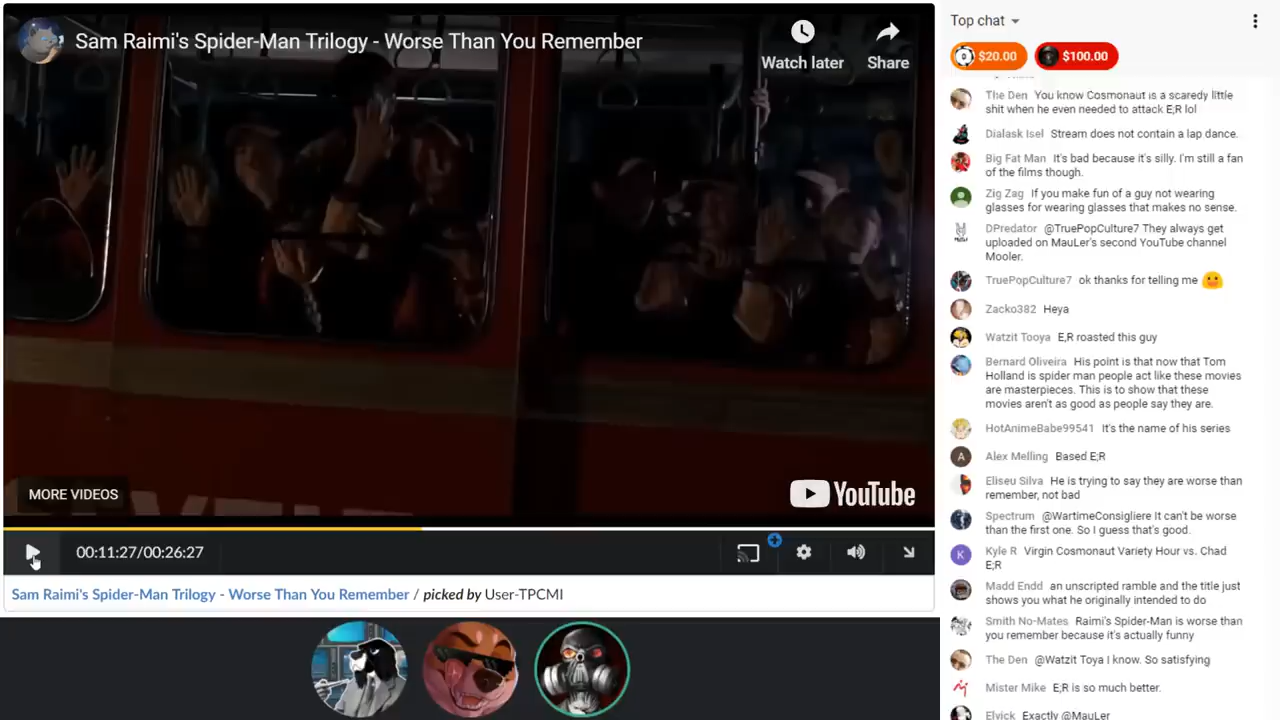 Sam Raimi's Spider-Man Trilogy - Worse Than You Remember
Watch later
Share
MORE VIDEOS
YouTube
00:11:27/00:26:27
Sam Raimi's Spider-Man Trilogy - Worse Than You Remember / picked by User-TPCMI
Top chat
$20.00
$100.00
The Den You know Cosmonaut is a scaredy little
shit when he even needed to attack E;R lol
Dialask Isel Stream does not contain a lap dance.
Big Fat Man It's bad because it's silly. I'm still a fan
of the films though.
Zig Zag If you make fun of a guy not wearing
glasses for wearing glasses that makes no sense.
DPredator @TruePopCulture7 They always get
uploaded on MauLer's second YouTube channel
Mooler.
TruePopCulture7 ok thanks for telling me
Zacko382 Heya
Watzit Tooya E,R roasted this guy
Bernard Oliveira His point is that now that Tom
Holland is spider man people act like these movies
are masterpieces. This is to show that these
movies aren't as good as people say they are.
HotAnimeBabe99541 It's the name of his series
A
Alex Melling Based E;R
Eliseu Silva He is trying to say they are worse than
remember, not bad
Spectrum @WartimeConsigliere It can't be worse
than the first one. So I guess that's good.
K
Kyle R Virgin Cosmonaut Variety Hour vs. Chad
E;R
Madd Endd an unscripted ramble and the title just
shows you what he originally intended to do
Smith No-Mates Raimi's Spider-Man is worse than
you remember because it's actually funny
The Den @Watzit Toya I know. So satisfying
Mister Mike E;R is so much better.
Elvick Exactly @MauLer